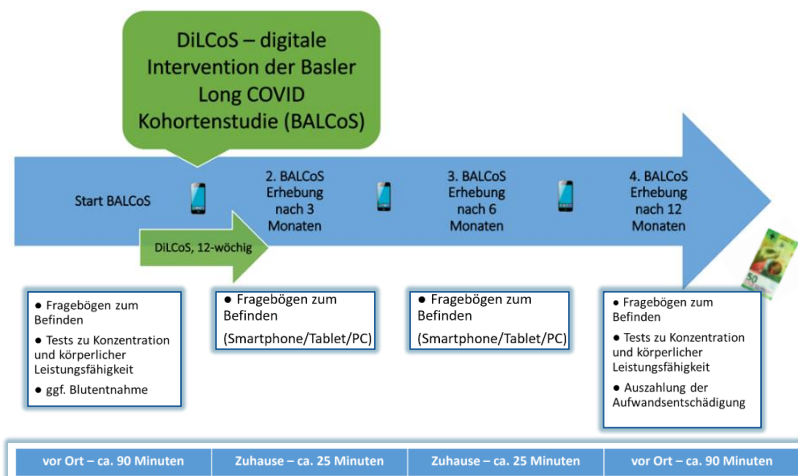 DiLCoS – digitale
Intervention der Basler
Long COVID
Kohortenstudie (BALCoS)
Start BALCoS
2. BALCoS
Erhebung
nach 3
Monaten
3. BALCoS
Erhebung
nach 6
Monaten
4. BALCoS
Erhebung
nach 12
Monaten
DiLCoS, 12-wöchig
50
● Fragebögen zum
Befinden
● Tests zu Konzentration
und körperlicher
Leistungsfähigkeit
● ggf. Blutentnahme
● Fragebögen zum
Befinden
(Smartphone/Tablet/PC)
● Fragebögen zum
Befinden
(Smartphone/Tablet/PC)
● Fragebögen zum
Befinden
● Tests zu Konzentration
und körperlicher
Leistungsfähigkeit
● Auszahlung der
Aufwandsentschädigung
vor Ort – ca. 90 Minuten
Zuhause – ca. 25 Minuten
Zuhause – ca. 25 Minuten
vor Ort – ca. 90 Minuten